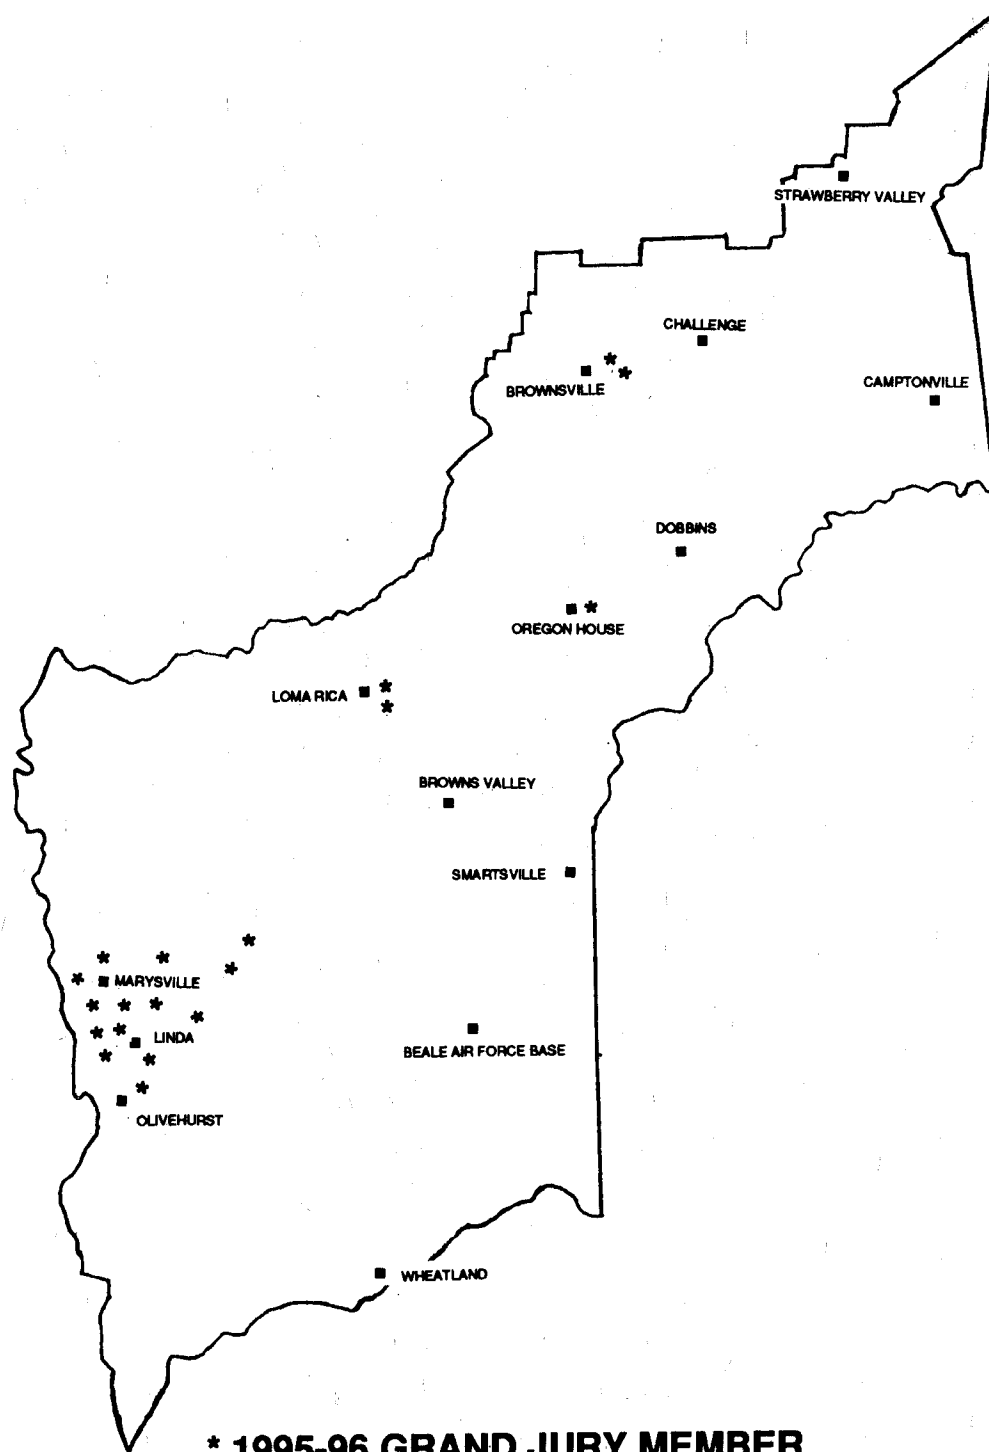 STRAWBERRY VALLEY
CHALLENGE
CAMPTONVILLE
BROWNSVILLE
DOBBINS
OREGON HOUSE
LOMA RICA
BROWNS VALLEY
SMARTSVILLE
MARYSVILLE
LINDA
BEALE AIR FORCE BASE
OLIVEHURST
WHEATLAND
* 1995-96 GRAND JURY MEMBER